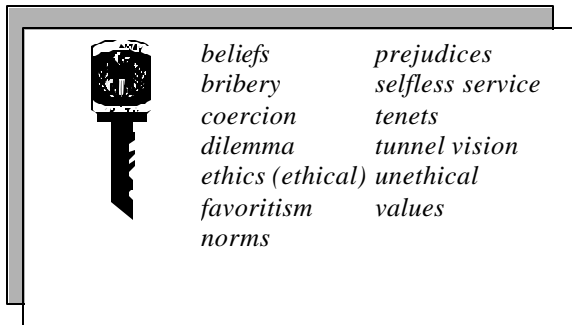 beliefs prejudices
bribery selfless service
coercion tenets
dilemma tunnel vision
ethics (ethical) unethical
favoritism values
norms